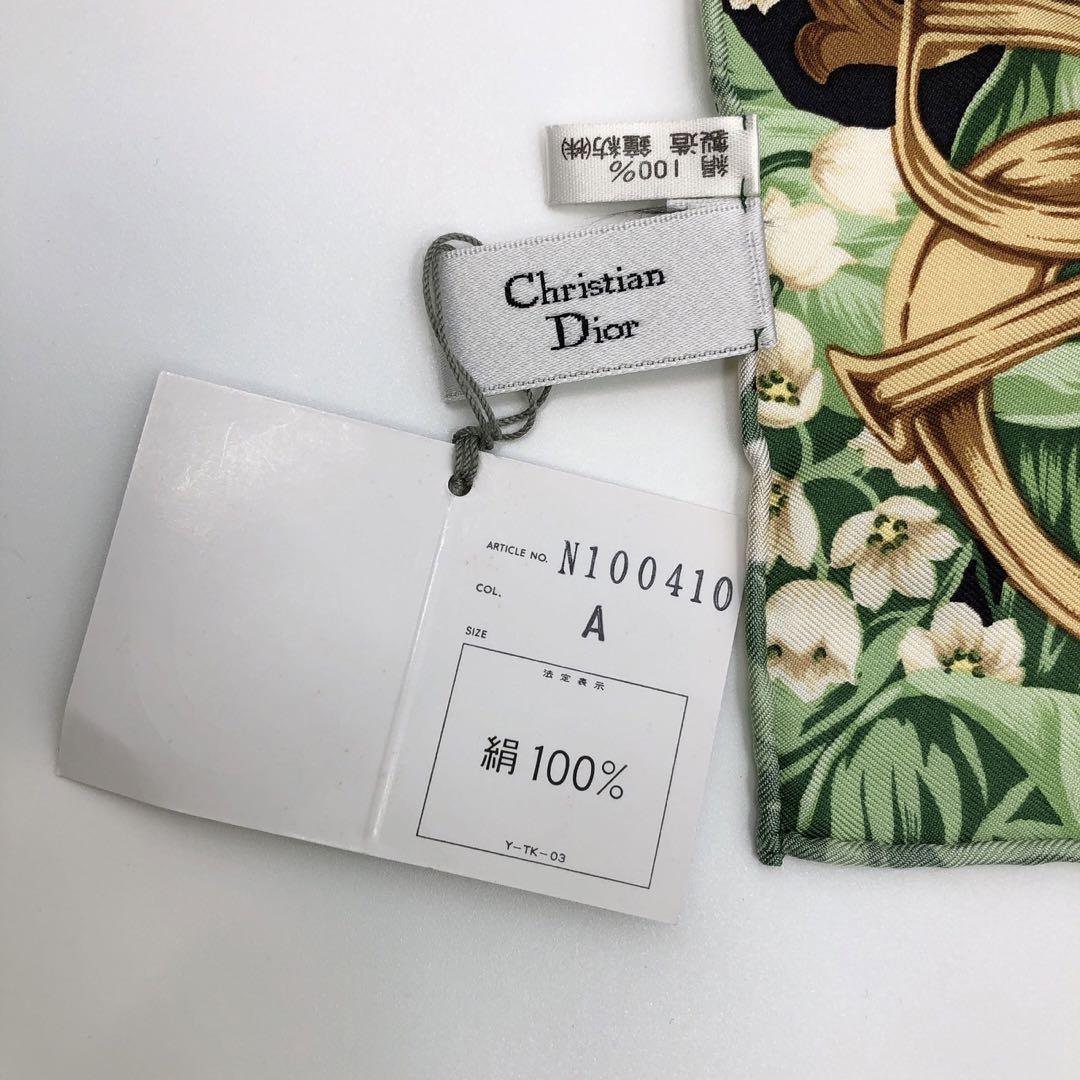 絹 100%
製造 鐘紡(株)
Christian
Dior
ARTICLE NO. N100410
COL. A
SIZE
法定表示
絹 100%
Y-TK-03